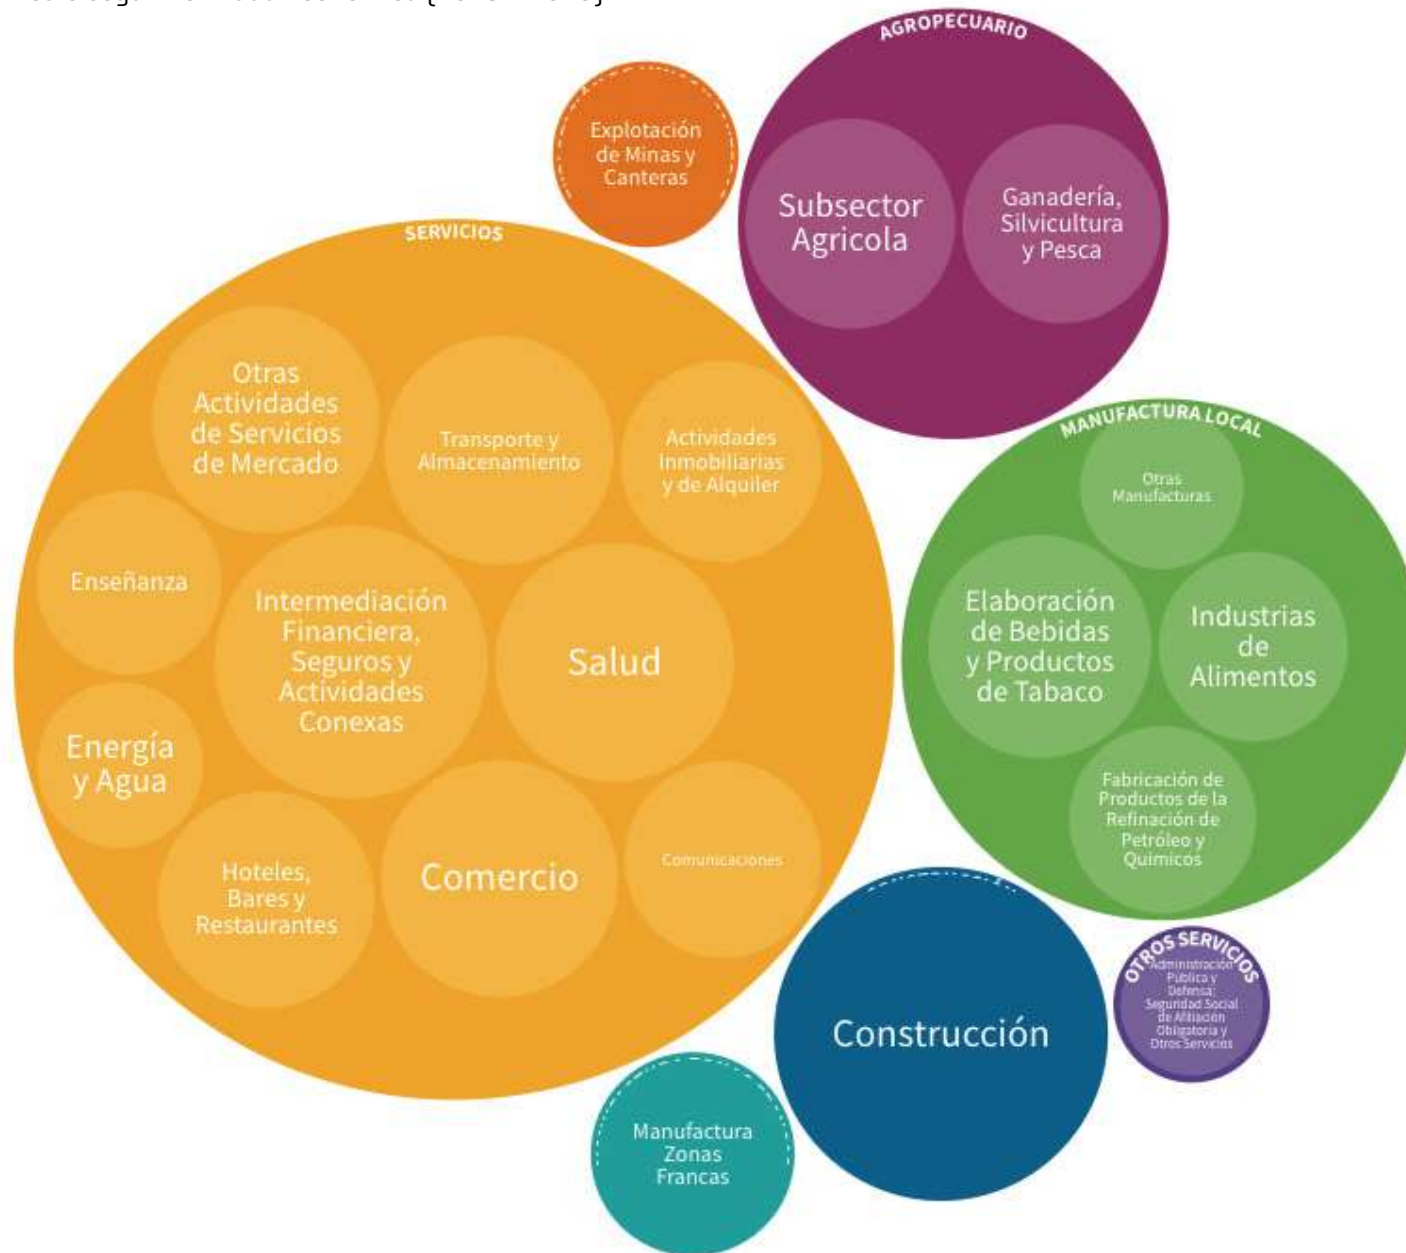 AGROPECUARIO
Explotación
de Minas y
Canteras
Subsector
Agricola
Ganadería,
Silvicultura
y Pesca
SERVICIOS
Otras
Actividades
de Servicios
de Mercado
Transporte y
Almacenamiento
Actividades
Inmobiliarias
y de Alquiler
Enseñanza
Intermediación
Financiera,
Seguros y
Actividades
Conexas
Salud
Energía
y Agua
Hoteles,
Bares y
Restaurantes
Comercio
Comunicaciones
MANUFACTURA LOCAL
Otras
Manufacturas
Elaboración
de Bebidas
y Productos
de Tabaco
Industrias
de
Alimentos
Fabricación de
Productos de la
Refinación de
Petróleo y
Quimicos
Construcción
OTROS SERVICIOS
Administración
Publica y
Defensa;
Seguridad Social
de Afiliación
Obligatoria y
Otros Servicios
Manufactura
Zonas
Francas